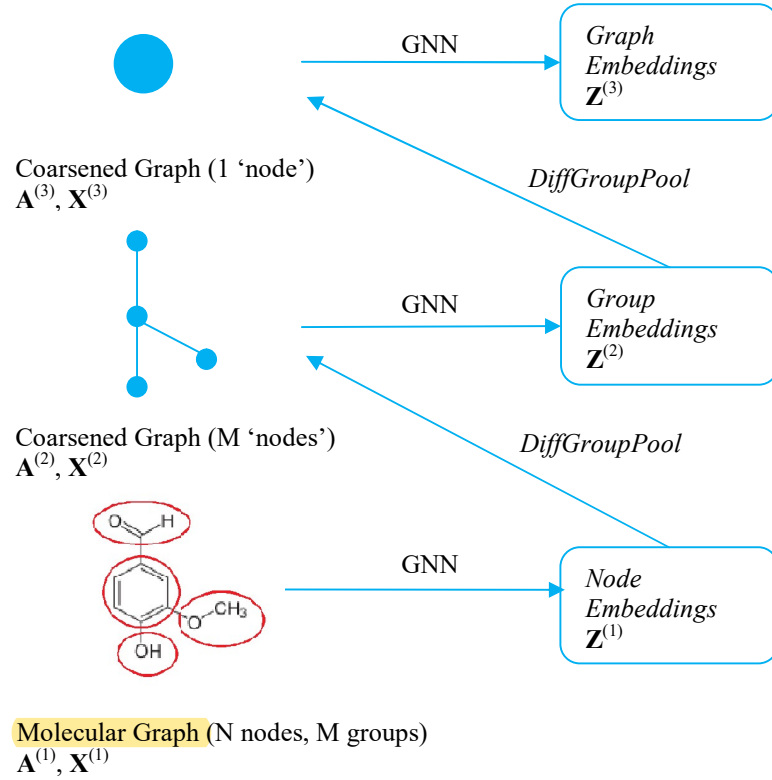 GNN
Graph
Embeddings
Z^(3)
Coarsened Graph (1 ‘node’)
A^(3), X^(3)
DiffGroupPool
GNN
Group
Embeddings
Z^(2)
Coarsened Graph (M ‘nodes’)
A^(2), X^(2)
DiffGroupPool
O H
GNN
Node
Embeddings
Z^(1)
O CH₃
OH
Molecular Graph (N nodes, M groups)
A^(1), X^(1)